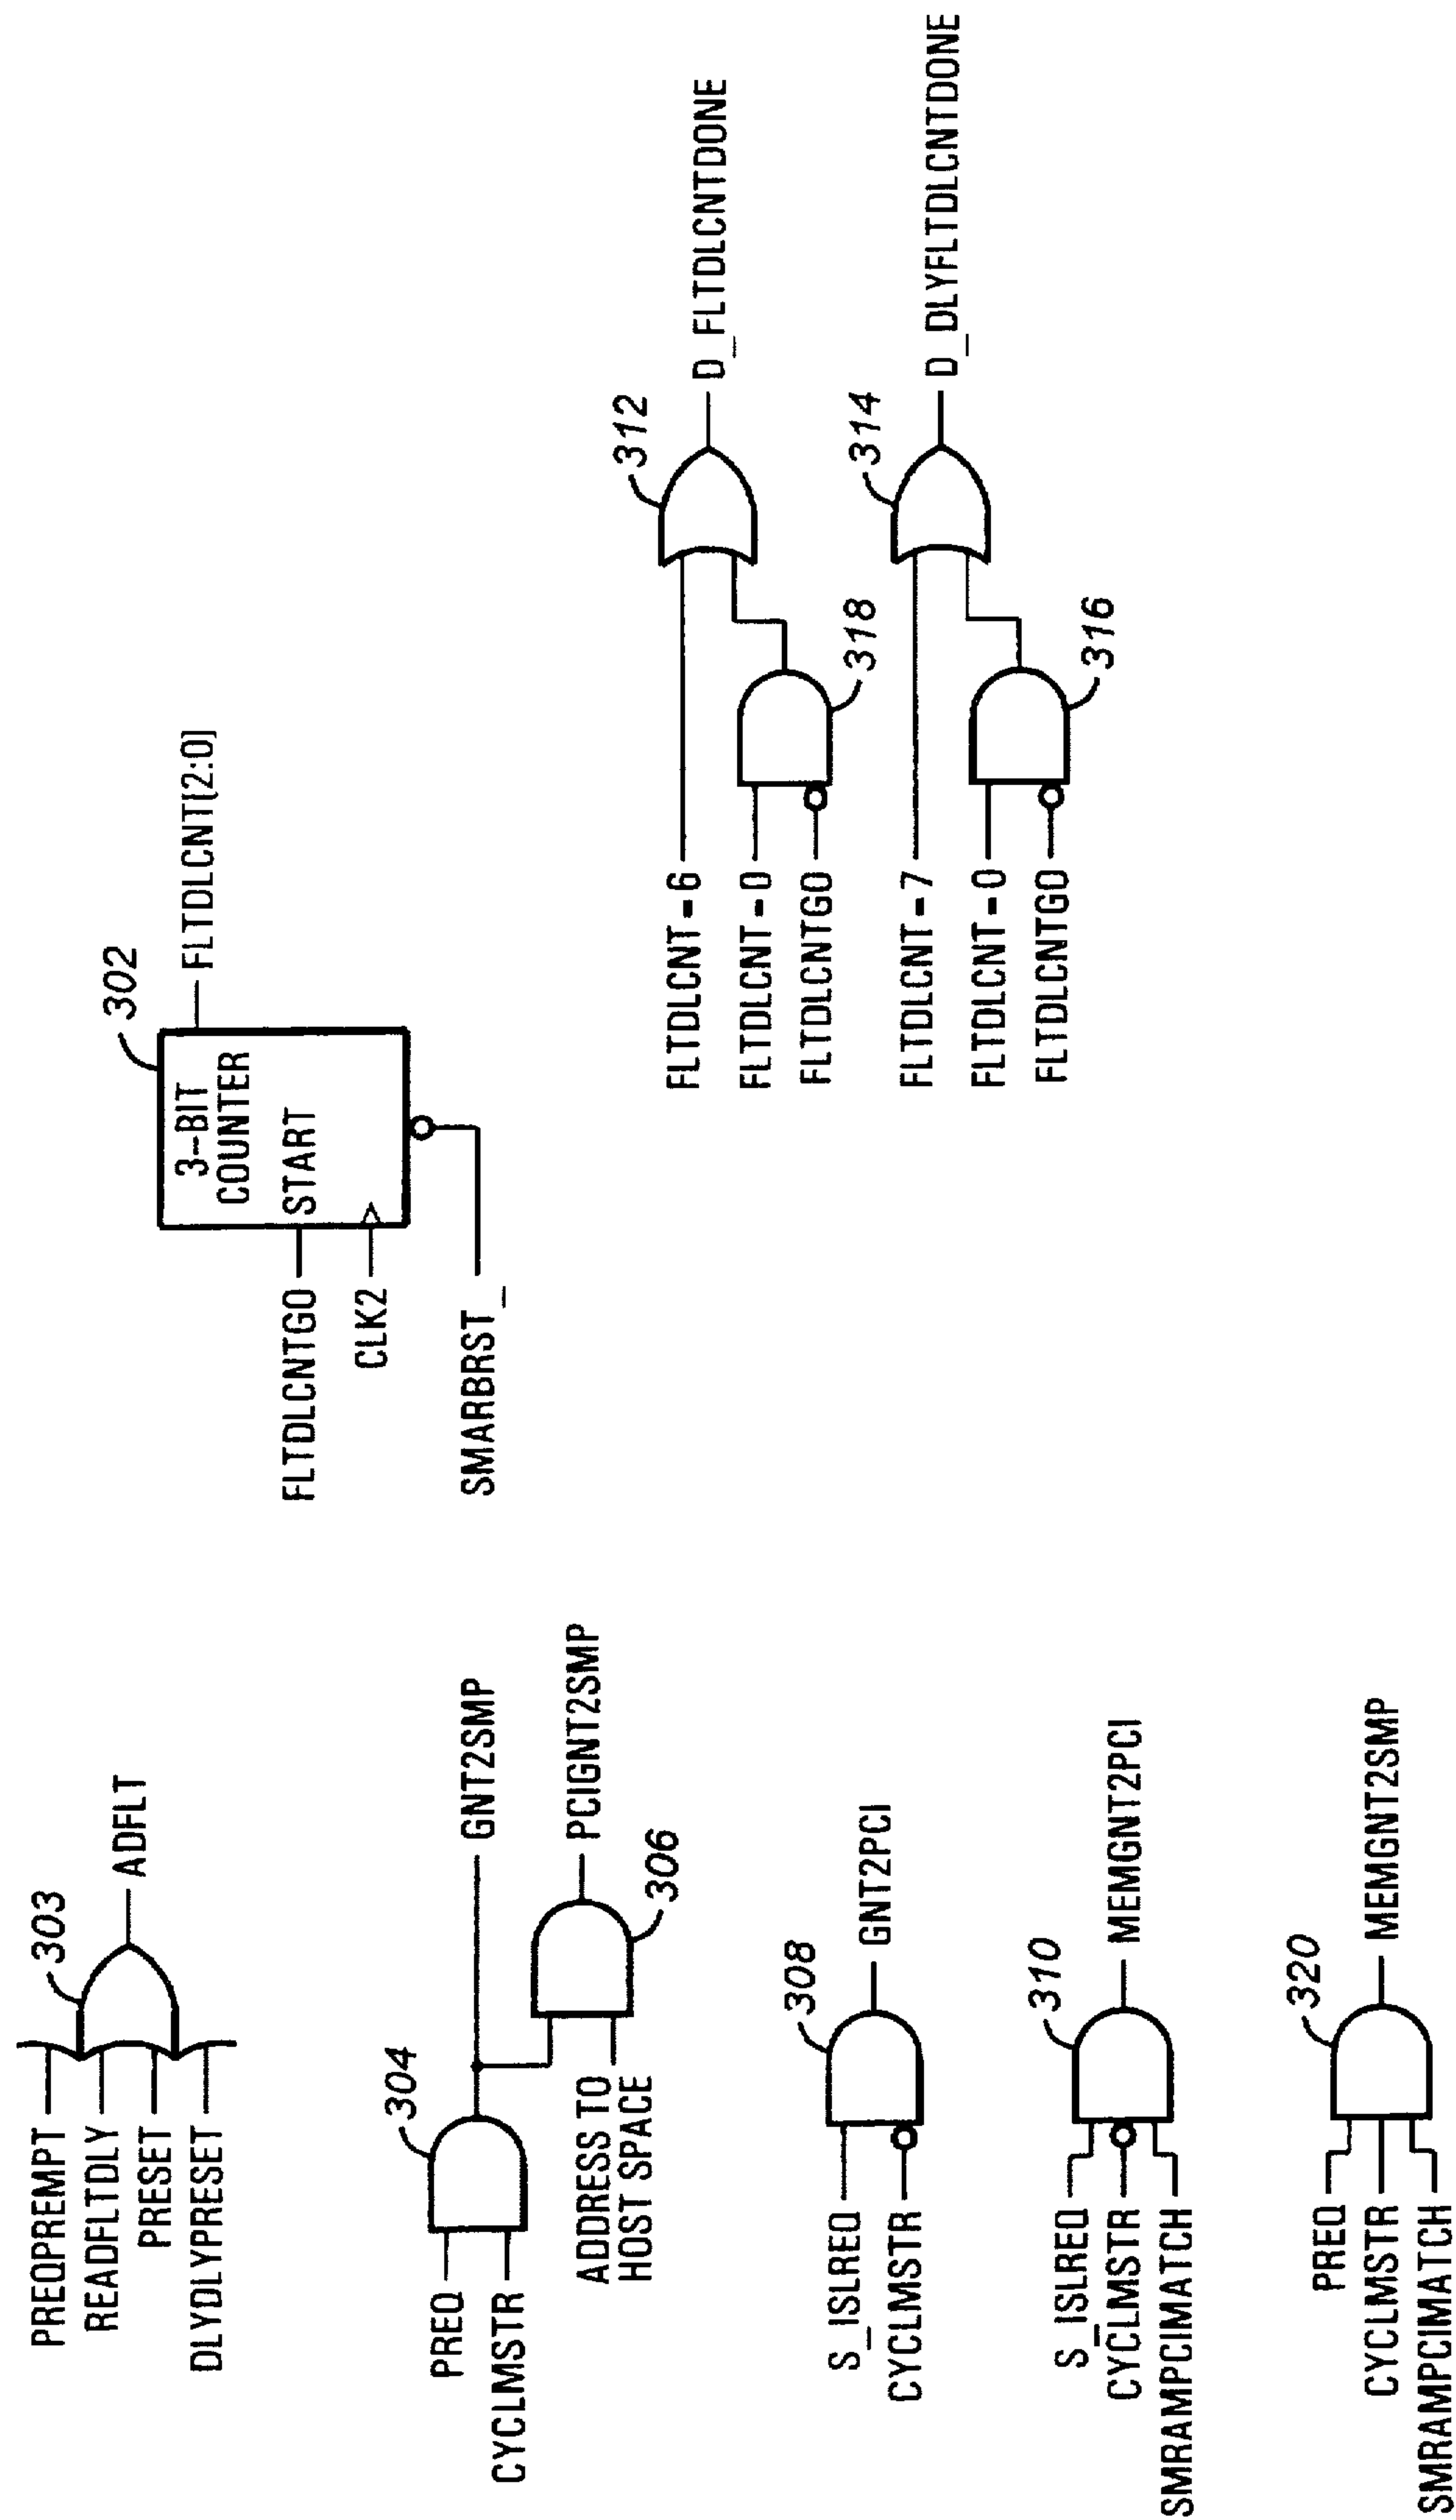 PREQPREMPT
READFLTDLY
PRESET
DLYDLYPRESET
303
ADFLT
PREQ
CYCLMSTR
304
GNT2SMP
ADDRESS TO
HOST SPACE
306
PCIGNT2SMP
S_ISLREQ
CYCLMSTR
308
GNT2PCI
S_ISLREQ
CYCLMSTR
SMRAMPCIMATCH
310
MEMGNT2PCI
PREQ
CYCLMSTR
SMRAMPCIMATCH
320
MEMGNT2SMP
302
3-BIT
COUNTER
START
FLTDLCNTGO
CLK2
SMARBRST_
FLTDLCNT[2:0]
FLTDLCNT=6
FLTDLCNT=0
FLTDLCNTGO
318
312
D_FLTDLCNTDONE
FLTDLCNT=7
FLTDLCNT=0
FLTDLCNTGO
316
314
D_DLYFLTDLCNTDONE